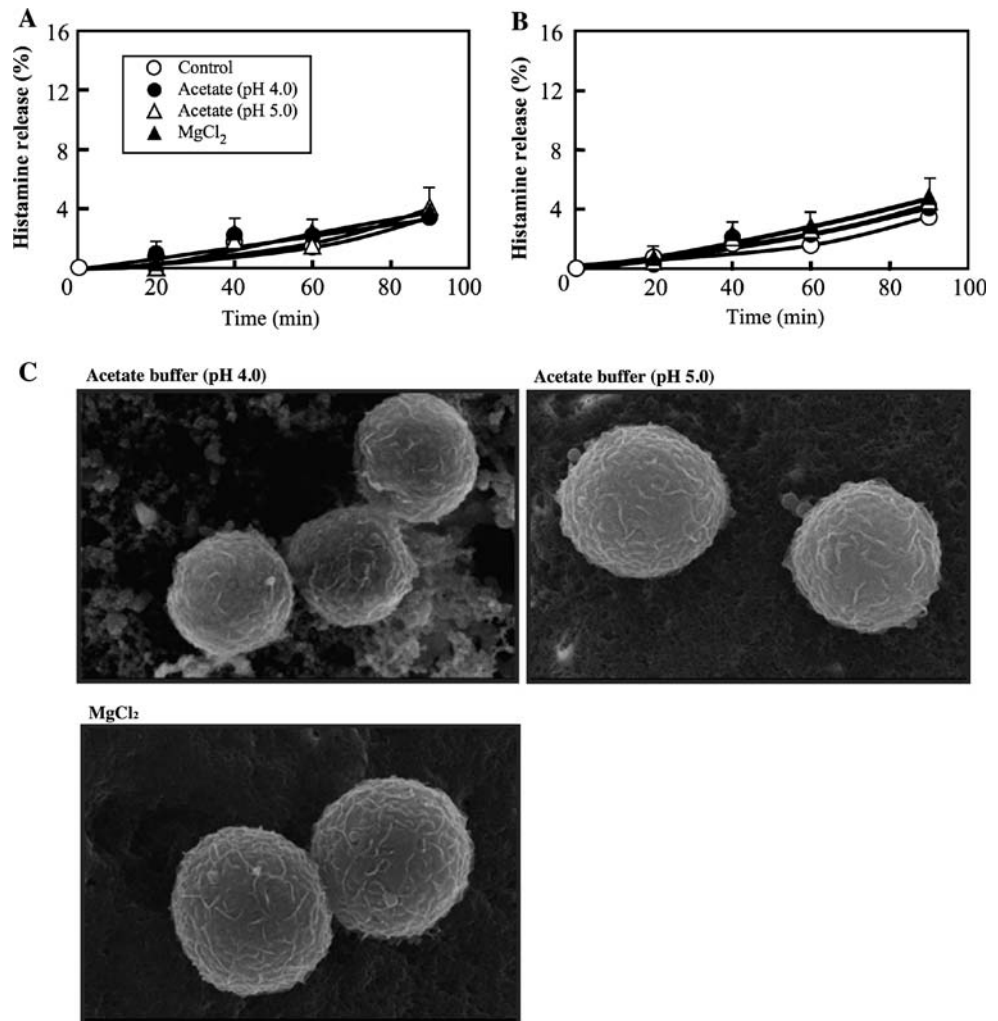 A
Histamine release (%)
16
12
8
4
0
20
40
60
80
100
Time (min)
Control
Acetate (pH 4.0)
Acetate (pH 5.0)
MgCl2
B
Histamine release (%)
16
12
8
4
0
20
40
60
80
100
Time (min)
C
Acetate buffer (pH 4.0)
Acetate buffer (pH 5.0)
MgCl2